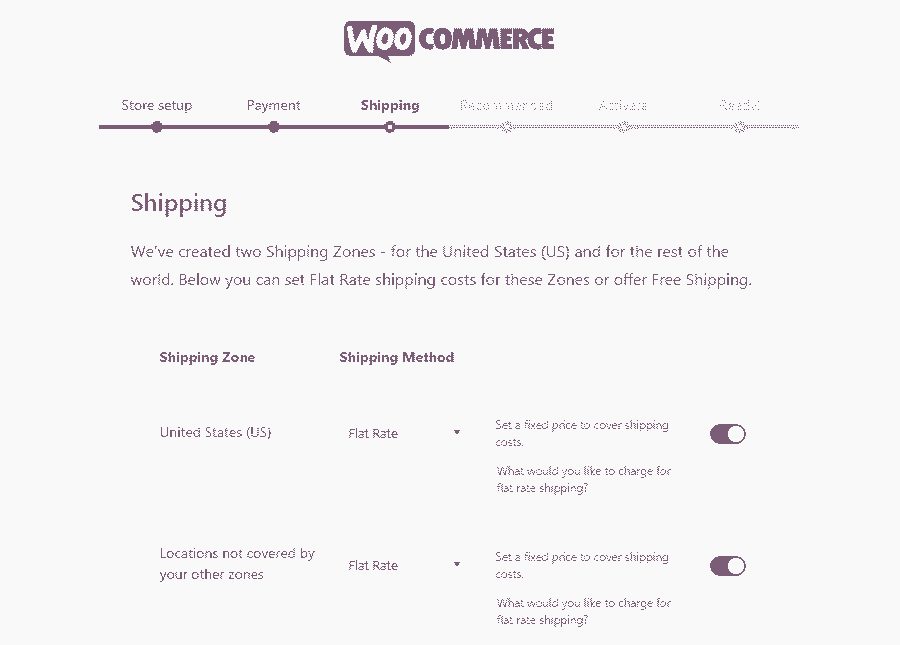 WOO COMMERCE
Store setup Payment Shipping Recommended Activate Ready!
Shipping
We've created two Shipping Zones - for the United States (US) and for the rest of the
world. Below you can set Flat Rate shipping costs for these Zones or offer Free Shipping.
Shipping Zone Shipping Method
United States (US) Flat Rate
Set a fixed price to cover shipping
costs.
What would you like to charge for
flat rate shipping?
Locations not covered by
your other zones
Flat Rate
Set a fixed price to cover shipping
costs.
What would you like to charge for
flat rate shipping?